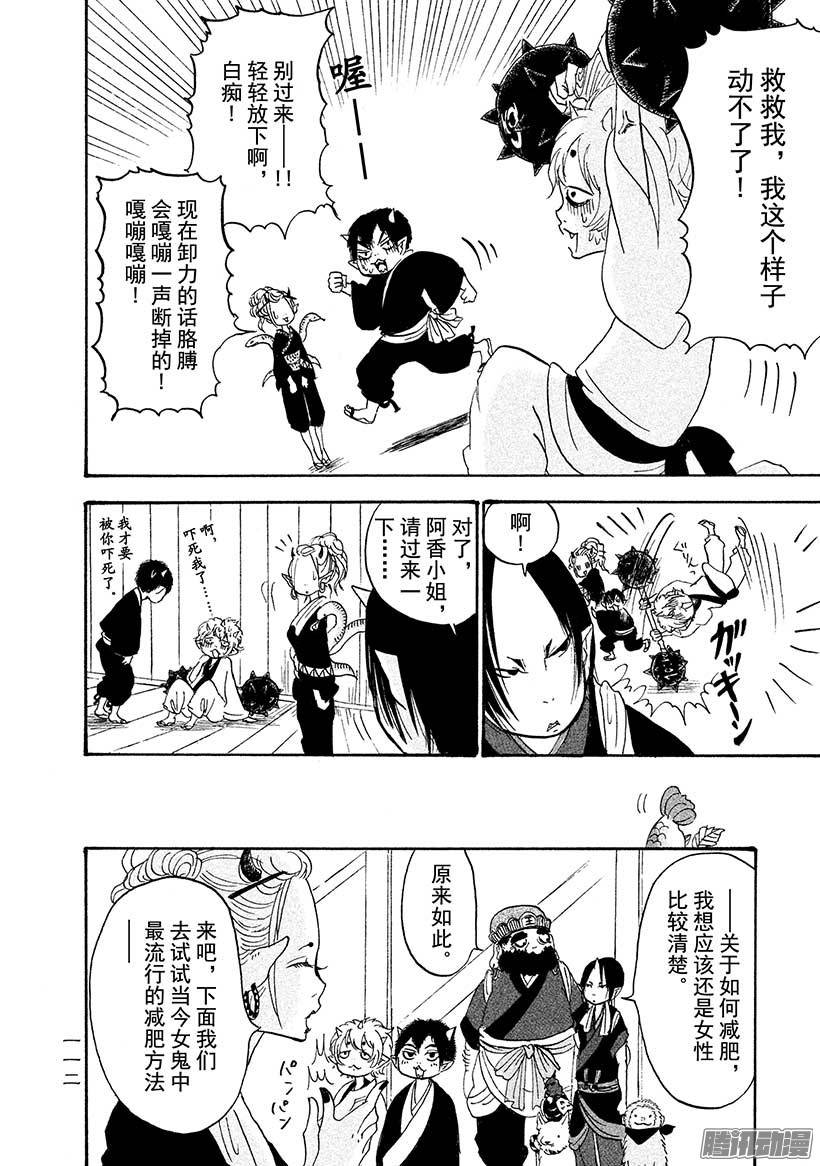 救救我，我这个样子
动不了了！
喔——
别过来——!!
轻轻放下啊，
白痴！
现在卸力的话胳膊
会嘎嘣一声断掉的！
嘎嘣嘎嘣！
ガッキーン
啊！
对了，
阿香小姐，
请过来一
下……
啊，
吓死我了……
我才要
被你吓死了。
——关于如何减肥，
我想应该还是女性
比较清楚。
原来如此。
パンパン
来吧，下面我们
去试试当今女鬼中
最流行的减肥方法
——
王
一一二
腾讯动漫